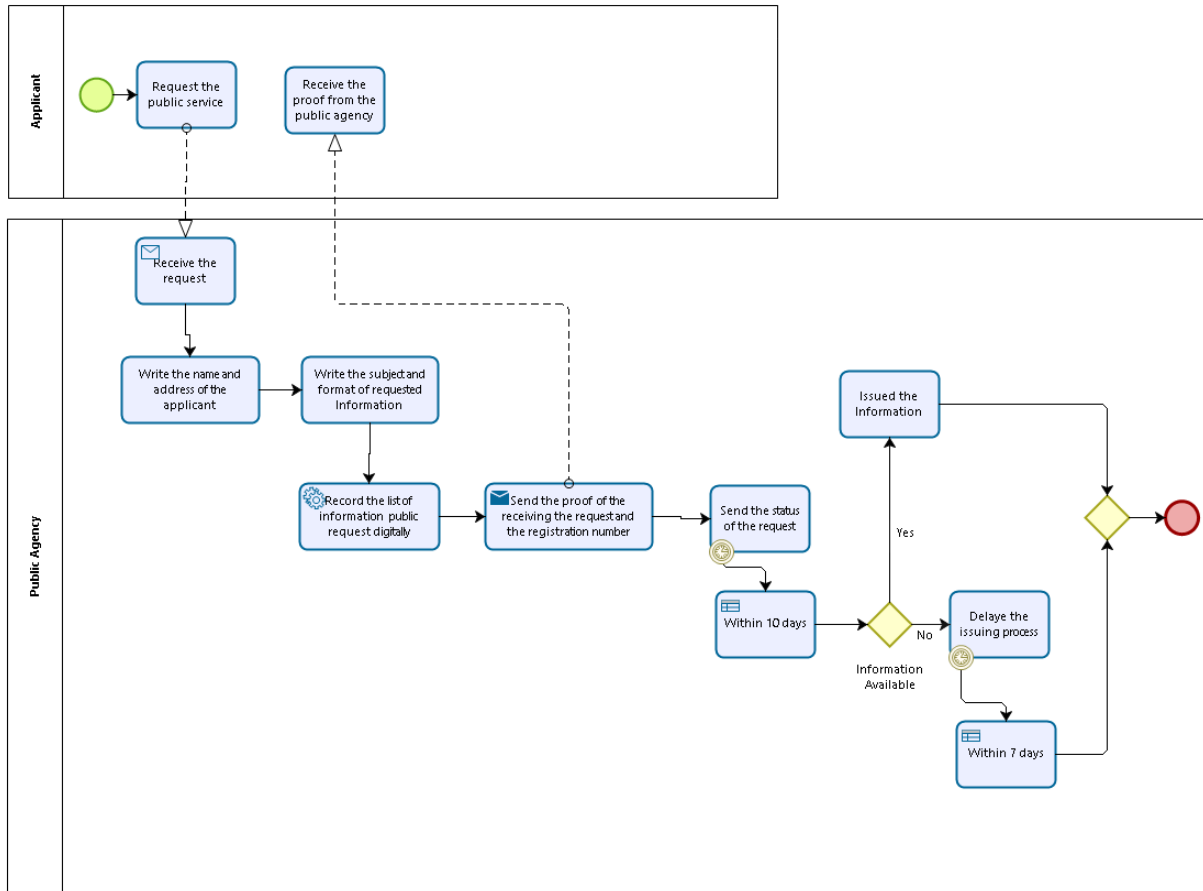 Applicant
Request the
public service
Receive the
proof from the
public agency
Public Agency
Receive the
request
Write the name and
address of the
applicant
Write the subject and
format of requested
Information
Record the list of
information public
request digitally
Send the proof of the
receiving the request and
the registration number
Send the status
of the request
Within 10 days
Information
Available
Yes
Issued the
Information
No
Delaye the
issuing process
Within 7 days